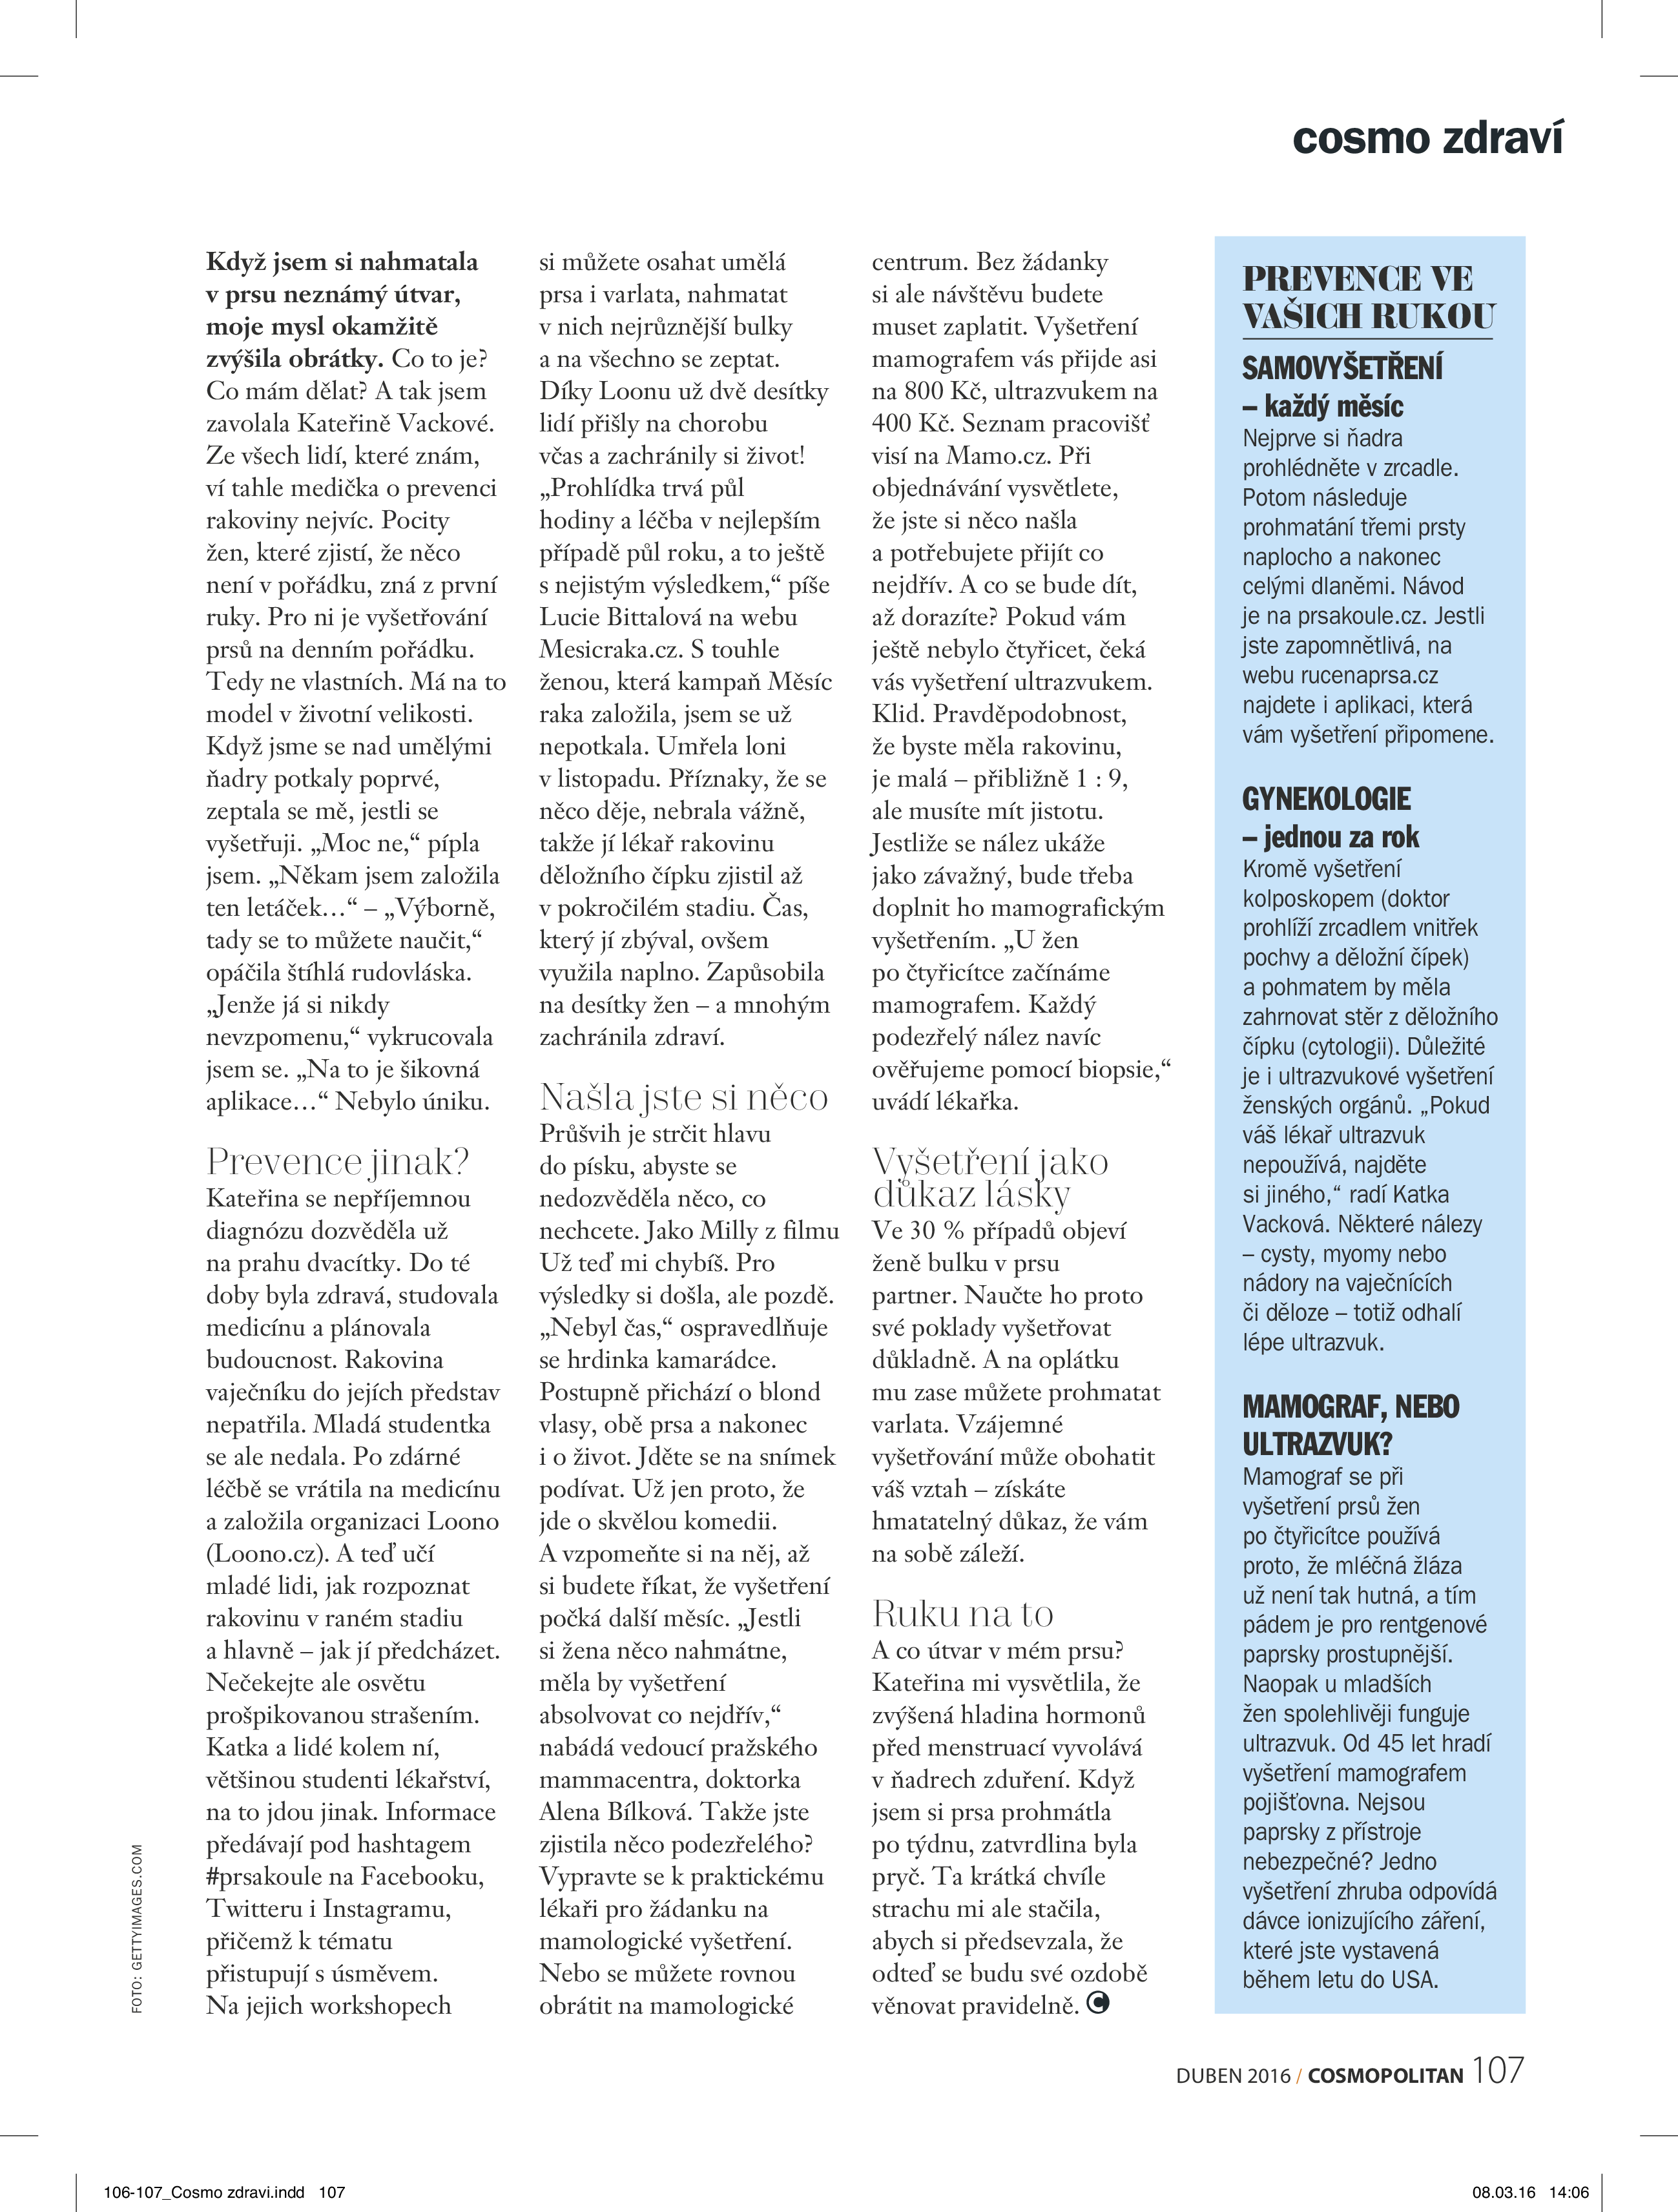 cosmo zdraví
Když jsem si nahmatala
v prsu neznámý útvar,
moje mysl okamžitě
zvýšila obrátky. Co to je?
Co mám dělat? A tak jsem
zavolala Kateřině Vackové.
Ze všech lidí, které znám,
ví tahle medička o prevenci
rakoviny nejvíc. Pocity
žen, které zjistí, že něco
není v pořádku, zná z první
ruky. Pro ni je vyšetřování
prsů na denním pořádku.
Tedy ne vlastních. Má na to
model v životní velikosti.
Když jsme se nad umělými
ňadry potkaly poprvé,
zeptala se mě, jestli se
vyšetřuji. „Moc ne,“ pípla
jsem. „Někam jsem založila
ten letáček…“ – „Výborně,
tady se to můžete naučit,“
opáčila štíhlá rudovláska.
„Jenže já si nikdy
nevzpomenu,“ vykrucovala
jsem se. „Na to je šikovná
aplikace…“ Nebylo úniku.
Prevence jinak?
Kateřina se nepříjemnou
diagnózu dozvěděla už
na prahu dvacítky. Do té
doby byla zdravá, studovala
medicínu a plánovala
budoucnost. Rakovina
vaječníku do jejích představ
nepatřila. Mladá studentka
se ale nedala. Po zdárné
léčbě se vrátila na medicínu
a založila organizaci Loono
(Loono.cz). A teď učí
mladé lidi, jak rozpoznat
rakovinu v raném stadiu
a hlavně – jak jí předcházet.
Nečekejte ale osvětu
prošpikovanou strašením.
Katka a lidé kolem ní,
většinou studenti lékařství,
na to jdou jinak. Informace
předávají pod hashtagem
#prsakoule na Facebooku,
Twitteru i Instagramu,
přičemž k tématu
přistupují s úsměvem.
Na jejich workshopech
si můžete osahat umělá
prsa i varlata, nahmatat
v nich nejrůznější bulky
a na všechno se zeptat.
Díky Loonu už dvě desítky
lidí přišly na chorobu
včas a zachránily si život!
„Prohlídka trvá půl
hodiny a léčba v nejlepším
případě půl roku, a to ještě
s nejistým výsledkem,“ píše
Lucie Bittalová na webu
Mesicraka.cz. S touhle
ženou, která kampaň Měsíc
raka založila, jsem se už
nepotkala. Umřela loni
v listopadu. Příznaky, že se
něco děje, nebrala vážně,
takže jí lékař rakovinu
děložního čípku zjistil až
v pokročilém stadiu. Čas,
který jí zbýval, ovšem
využila naplno. Zapůsobila
na desítky žen – a mnohým
zachránila zdraví.
Našla jste si něco
Průšvih je strčit hlavu
do písku, abyste se
nedozvěděla něco, co
nechcete. Jako Milly z filmu
Už teď mi chybíš. Pro
výsledky si došla, ale pozdě.
„Nebyl čas,“ ospravedlňuje
se hrdinka kamarádce.
Postupně přichází o blond
vlasy, obě prsa a nakonec
i o život. Jděte se na snímek
podívat. Už jen proto, že
jde o skvělou komedii.
A vzpomeňte si na něj, až
si budete říkat, že vyšetření
počká další měsíc. „Jestli
si žena něco nahmátne,
měla by vyšetření
absolvovat co nejdřív,“
nabádá vedoucí pražského
mammacentra, doktorka
Alena Bílková. Takže jste
zjistila něco podezřelého?
Vypravte se k praktickému
lékaři pro žádanku na
mamologické vyšetření.
Nebo se můžete rovnou
obrátit na mamologické
centrum. Bez žádanky
si ale návštěvu budete
muset zaplatit. Vyšetření
mamografem vás přijde asi
na 800 Kč, ultrazvukem na
400 Kč. Seznam pracovišť
visí na Mamo.cz. Při
objednávání vysvětlete,
že jste si něco našla
a potřebujete přijít co
nejdřív. A co se bude dít,
až dorazíte? Pokud vám
ještě nebylo čtyřicet, čeká
vás vyšetření ultrazvukem.
Klid. Pravděpodobnost,
že byste měla rakovinu,
je malá – přibližně 1 : 9,
ale musíte mít jistotu.
Jestliže se nález ukáže
jako závažný, bude třeba
doplnit ho mamografickým
vyšetřením. „U žen
po čtyřicítce začínáme
mamografem. Každý
podezřelý nález navíc
ověřujeme pomocí biopsie,“
uvádí lékařka.
Vyšetření jako
důkaz lásky
Ve 30 % případů objeví
ženě bulku v prsu
partner. Naučte ho proto
své poklady vyšetřovat
důkladně. A na oplátku
mu zase můžete prohmatat
varlata. Vzájemné
vyšetřování může obohatit
váš vztah – získáte
hmatatelný důkaz, že vám
na sobě záleží.
Ruku na to
A co útvar v mém prsu?
Kateřina mi vysvětlila, že
zvýšená hladina hormonů
před menstruací vyvolává
v ňadrech zduření. Když
jsem si prsa prohmátla
po týdnu, zatvrdlina byla
pryč. Ta krátká chvíle
strachu mi ale stačila,
abych si předsevzala, že
odteď se budu své ozdobě
věnovat pravidelně. C
PREVENCE VE
VAŠICH RUKOU
SAMOVYŠETŘENÍ
– každý měsíc
Nejprve si ňadra
prohlédněte v zrcadle.
Potom následuje
prohmatání třemi prsty
naplocho a nakonec
celými dlaněmi. Návod
je na prsakoule.cz. Jestli
jste zapomnětlivá, na
webu rucenaprsa.cz
najdete i aplikaci, která
vám vyšetření připomene.
GYNEKOLOGIE
– jednou za rok
Kromě vyšetření
kolposkopem (doktor
prohlíží zrcadlem vnitřek
pochvy a děložní čípek)
a pohmatem by měla
zahrnovat stěr z děložního
čípku (cytologii). Důležité
je i ultrazvukové vyšetření
ženských orgánů. „Pokud
váš lékař ultrazvuk
nepoužívá, najděte
si jiného,“ radí Katka
Vacková. Některé nálezy
– cysty, myomy nebo
nádory na vaječnících
či děloze – totiž odhalí
lépe ultrazvuk.
MAMOGRAF, NEBO
ULTRAZVUK?
Mamograf se při
vyšetření prsů žen
po čtyřicítce používá
proto, že mléčná žláza
už není tak hutná, a tím
pádem je pro rentgenové
paprsky prostupnější.
Naopak u mladších
žen spolehlivěji funguje
ultrazvuk. Od 45 let hradí
vyšetření mamografem
pojišťovna. Nejsou
paprsky z přístroje
nebezpečné? Jedno
vyšetření zhruba odpovídá
dávce ionizujícího záření,
které jste vystavená
během letu do USA.
FOTO: GETTYIMAGES.COM
DUBEN 2016 / COSMOPOLITAN 107
106-107_Cosmo zdravi.indd 107
08.03.16 14:06